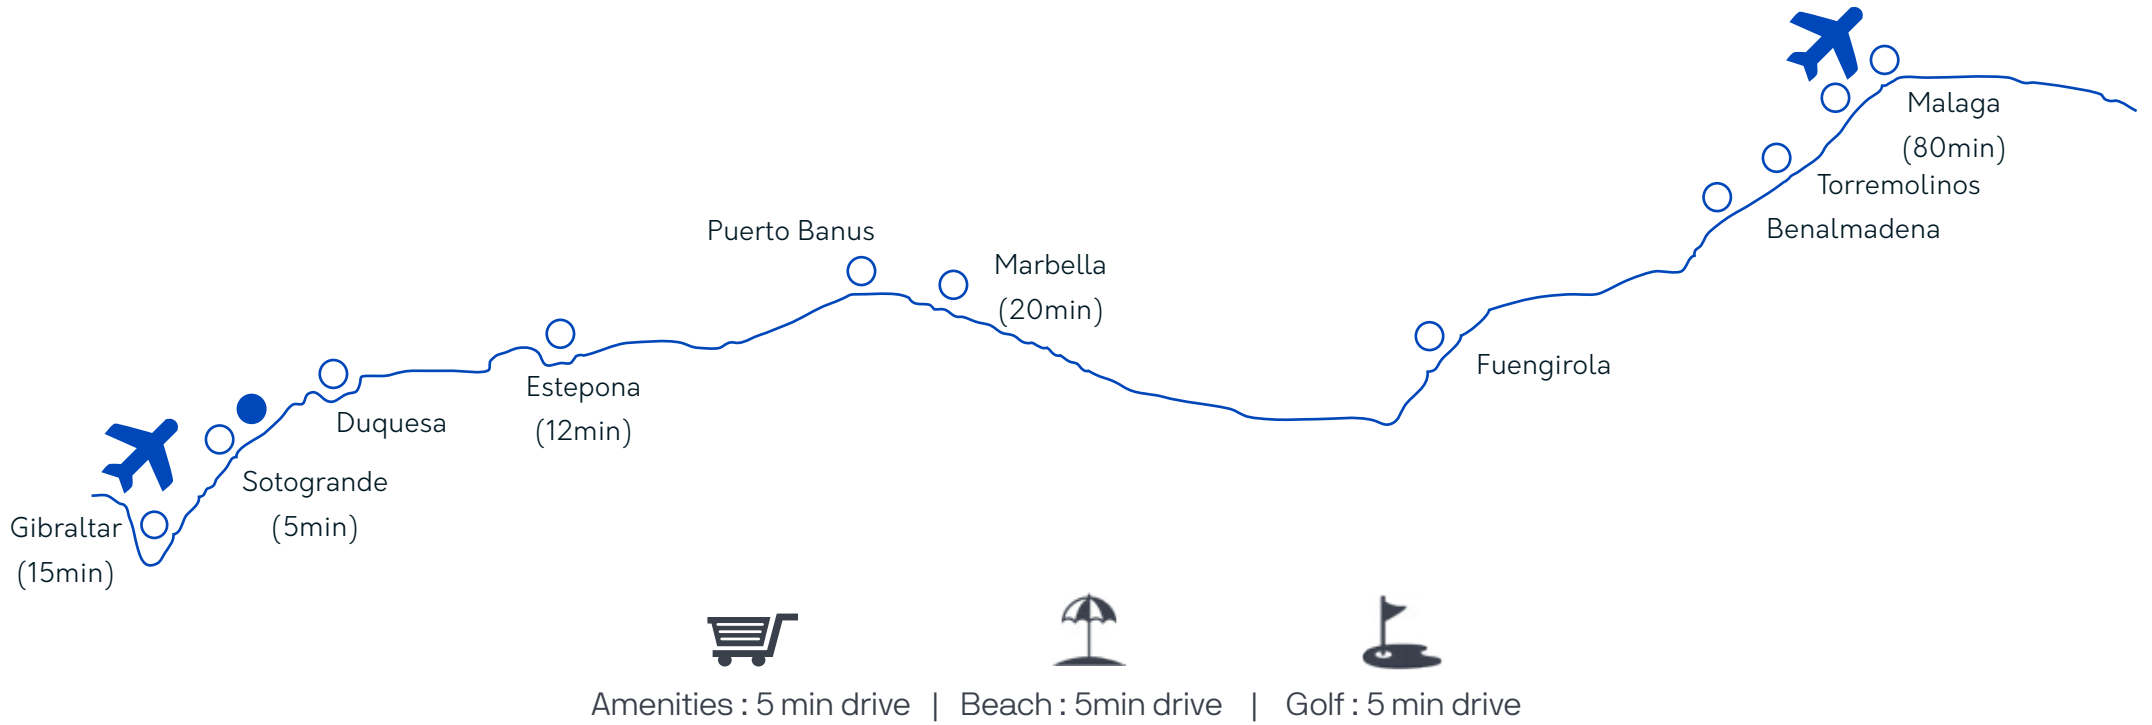 Malaga
(80min)
Torremolinos
Benalmadena
Puerto Banus
Marbella
(20min)
Fuengirola
Estepona
(12min)
Duquesa
Sotogrande
(5min)
Gibraltar
(15min)
Amenities : 5 min drive | Beach : 5min drive | Golf : 5 min drive